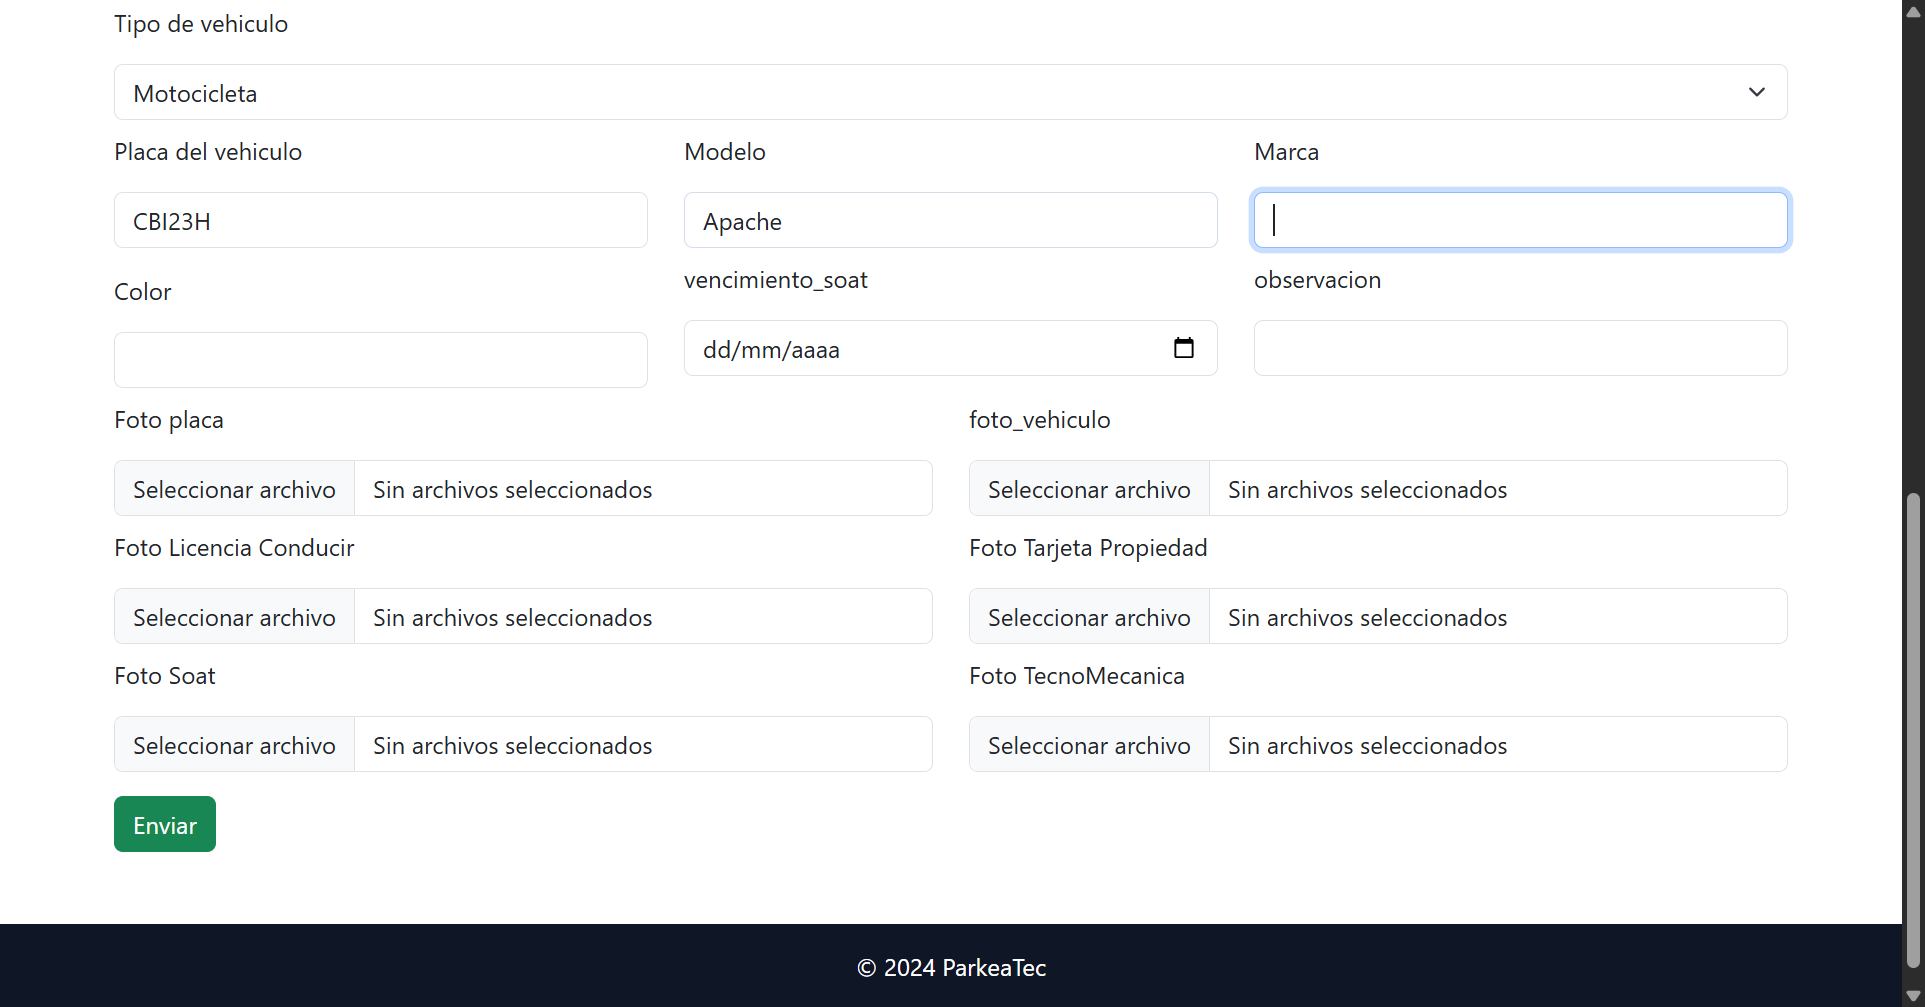 Tipo de vehiculo
Motocicleta
Placa del vehiculo
Modelo
Marca
CBI23H
Apache
Color
vencimiento_soat
observacion
dd/mm/aaaa
Foto placa
foto_vehiculo
Seleccionar archivo Sin archivos seleccionados
Seleccionar archivo Sin archivos seleccionados
Foto Licencia Conducir
Foto Tarjeta Propiedad
Seleccionar archivo Sin archivos seleccionados
Seleccionar archivo Sin archivos seleccionados
Foto Soat
Foto TecnoMecanica
Seleccionar archivo Sin archivos seleccionados
Seleccionar archivo Sin archivos seleccionados
Enviar
© 2024 ParkeaTec